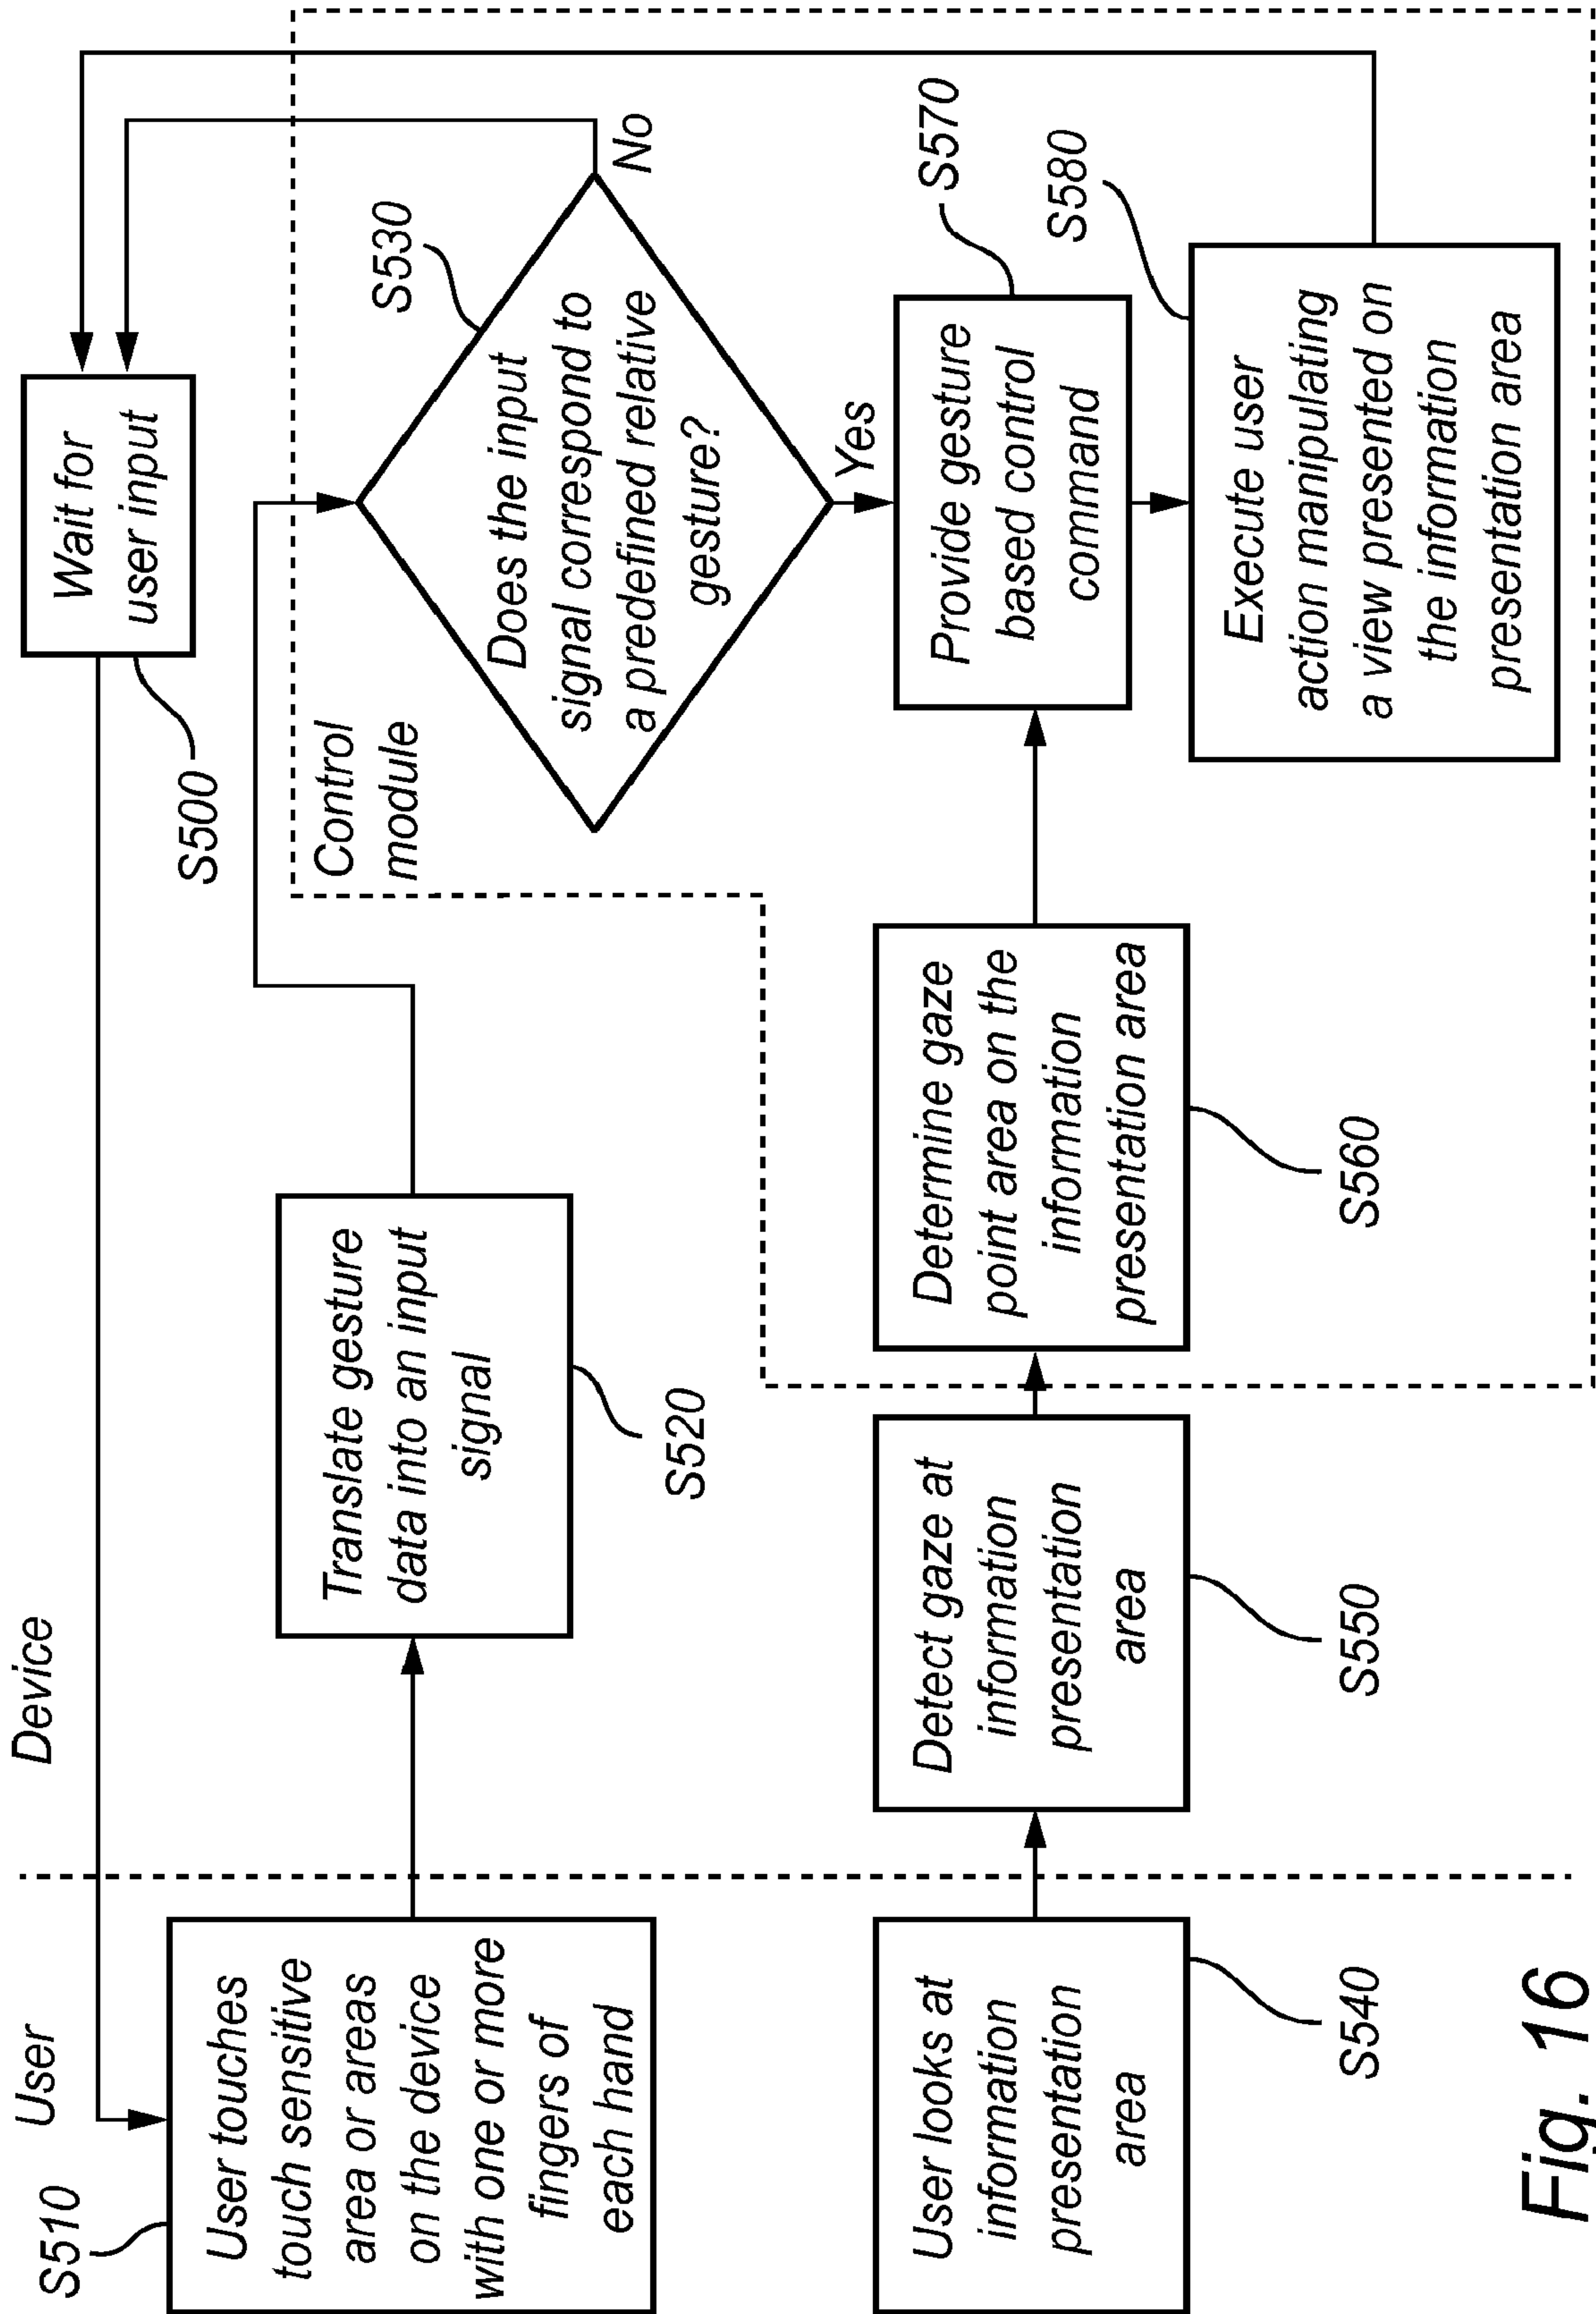 User
Device
S510
User touches
touch sensitive
area or areas
on the device
with one or more
fingers of
each hand
Translate gesture
data into an input
signal
S520
Wait for
user input
S500
Control
module
Does the input
signal correspond to
a predefined relative
gesture?
S530
No
Yes
User looks at
information
presentation
area
S540
Detect gaze at
information
presentation
area
S550
Determine gaze
point area on the
information
presentation area
S560
Provide gesture
based control
command
S570
Execute user
action manipulating
a view presented on
the information
presentation area
S580
Fig. 16